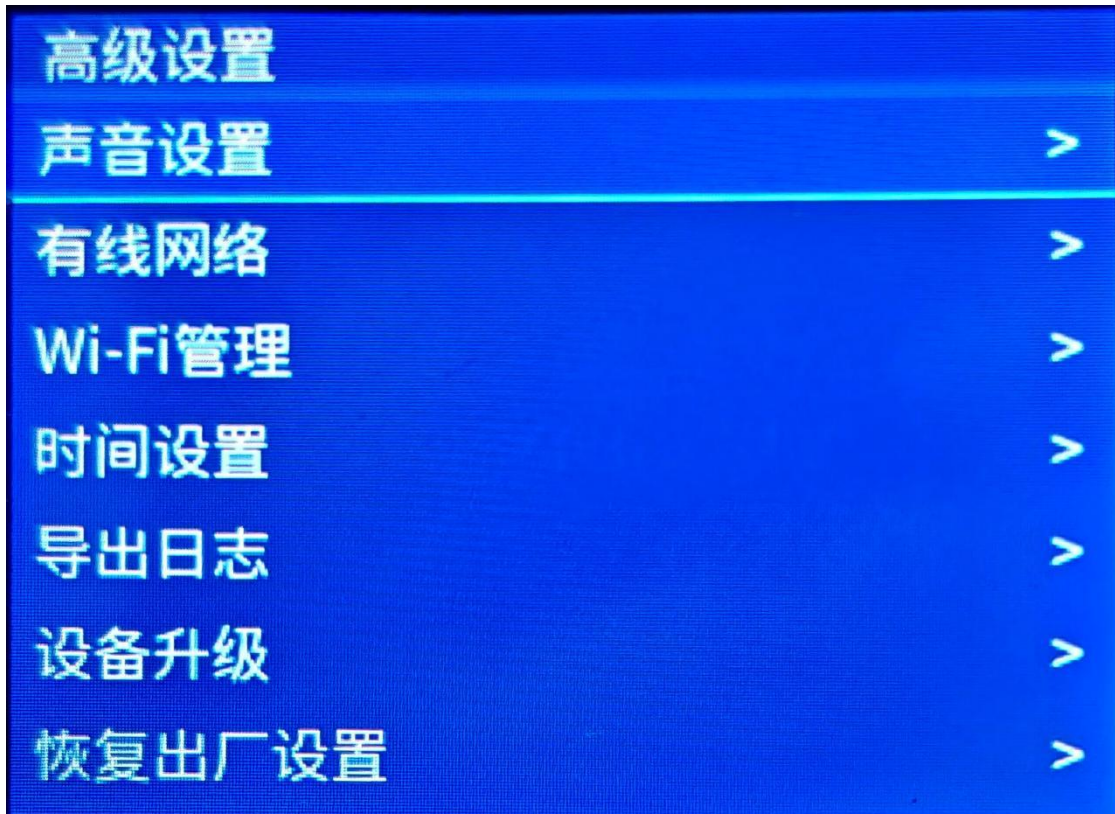 高级设置
声音设置 >
有线网络 >
Wi-Fi管理 >
时间设置 >
导出日志 >
设备升级 >
恢复出厂设置 >